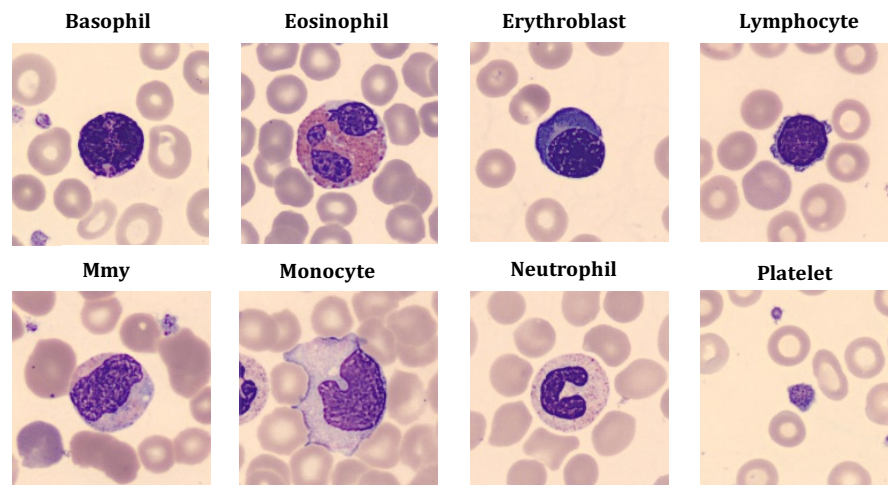 Basophil
Eosinophil
Erythroblast
Lymphocyte
Mmy
Monocyte
Neutrophil
Platelet